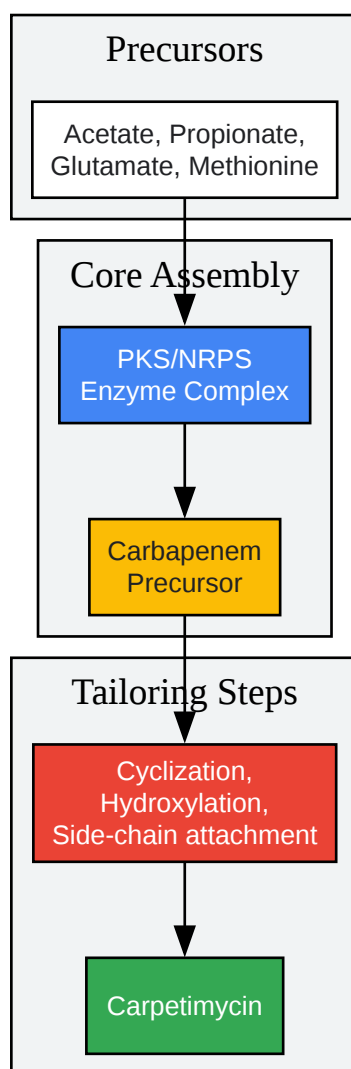 Precursors
Acetate, Propionate,
Glutamate, Methionine
Core Assembly
PKS/NRPS
Enzyme Complex
Carbapenem
Precursor
Tailoring Steps
Cyclization,
Hydroxylation,
Side-chain attachment
Carpetimycin